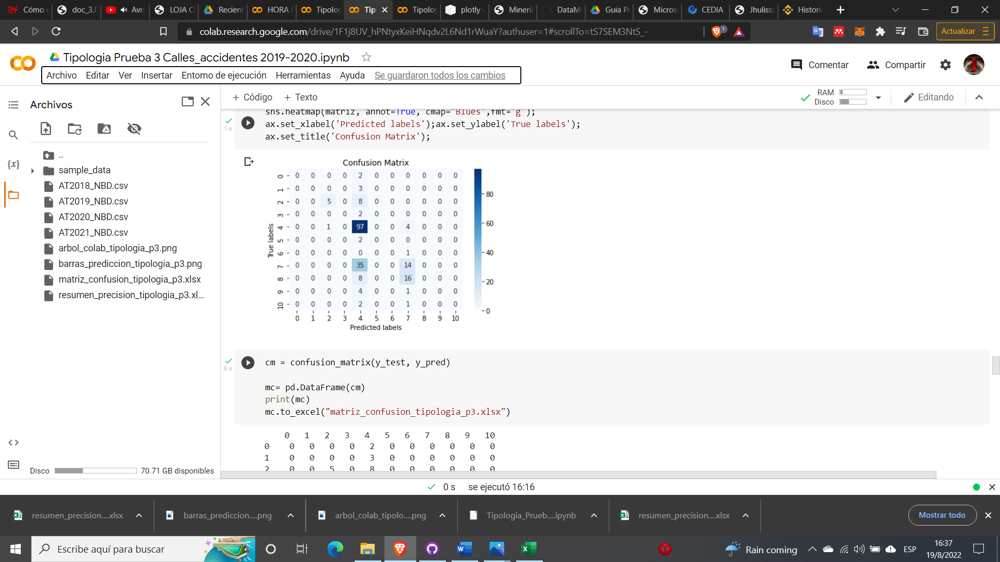 Cómo
doc_3.P
Avri
LOJA C
Recient
HORA
Tipolog
Tip
Tipolog
plotly
Minería
DataMi
Guia Pr
Micros
CEDIA
Jhulissa
Historia
colab.research.google.com/drive/1F1j8UV_hPNtyxKeiHNqdv2L6Nd1rWuaY?authuser=1#scrollTo=tS7SEM3NtS_-
1
Actualizar
Tipologia Prueba 3 Calles_accidentes 2019-2020.ipynb
Archivo Editar Ver Insertar Entorno de ejecución Herramientas Ayuda Se guardaron todos los cambios
Comentar
Compartir
Archivos
+ Código + Texto
RAM
Disco
Editando
..
sample_data
AT2018_NBD.csv
AT2019_NBD.csv
AT2020_NBD.csv
AT2021_NBD.csv
arbol_colab_tipologia_p3.png
barras_prediccion_tipologia_p3.png
matriz_confusion_tipologia_p3.xlsx
resumen_precision_tipologia_p3.xl...
Disco 70.71 GB disponibles
1 s
sns.heatmap(matriz, annot=True, cmap="Blues",fmt='g');
ax.set_xlabel('Predicted labels');ax.set_ylabel('True labels');
ax.set_title('Confusion Matrix');
Confusion Matrix
0 0 0 0 0 2 0 0 0 0 0 0
1 0 0 0 0 3 0 0 0 0 0 0
2 0 0 5 0 8 0 0 0 0 0 0
3 0 0 0 0 2 0 0 0 0 0 0
4 0 0 1 0 97 0 0 4 0 0 0
5 0 0 0 0 2 0 0 0 0 0 0
6 0 0 0 0 0 0 0 1 0 0 0
7 0 0 0 0 35 0 0 14 0 0 0
8 0 0 0 0 8 0 0 16 0 0 0
9 0 0 0 0 4 0 0 1 0 0 0
10 0 0 0 0 2 0 0 1 0 0 0
0 1 2 3 4 5 6 7 8 9 10
Predicted labels
True labels
80
60
40
20
0
0 s
cm = confusion_matrix(y_test, y_pred)
mc= pd.DataFrame(cm)
print(mc)
mc.to_excel("matriz_confusion_tipologia_p3.xlsx")
0 1 2 3 4 5 6 7 8 9 10
0 0 0 0 0 2 0 0 0 0 0 0
1 0 0 0 0 3 0 0 0 0 0 0
2 0 0 5 0 8 0 0 0 0 0 0
0 s se ejecutó 16:16
resumen_precision....xlsx
barras_prediccion....png
arbol_colab_tipolo....png
Tipologia_Prueb....ipynb
resumen_precision....xlsx
Mostrar todo
Escribe aquí para buscar
Rain coming
ESP
16:37
19/8/2022